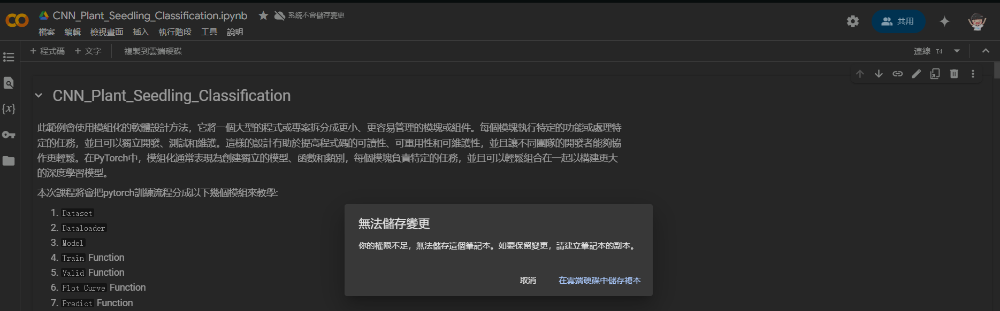 CNN_Plant_Seedling_Classification.ipynb
系統不會儲存變更
檔案 編輯 檢視畫面 插入 執行階段 工具 說明
共用
+ 程式碼 + 文字 複製到雲端硬碟
連線 T4
{x}
CNN_Plant_Seedling_Classification
此範例會使用模組化的軟體設計方法，它將一個大型的程式或專案拆分成更小、更容易管理的模塊或組件。每個模塊執行特定的功能或處理特
定的任務，並且可以獨立開發、測試和維護。這樣的設計有助於提高程式碼的可讀性、可重用性和可維護性，並且讓不同團隊的開發者能夠協
作更輕鬆。在PyTorch中，模組化通常表現為創建獨立的模型、函數和類別，每個模塊負責特定的任務，並且可以輕鬆組合在一起以構建更大
的深度學習模型。
本次課程將會把pytorch訓練流程分成以下幾個模組來教學:
1. Dataset
2. Dataloader
3. Model
4. Train Function
5. Valid Function
6. Plot Curve Function
7. Predict Function
無法儲存變更
你的權限不足，無法儲存這個筆記本。如要保留變更，請建立筆記本的副本。
取消 在雲端硬碟中儲存複本